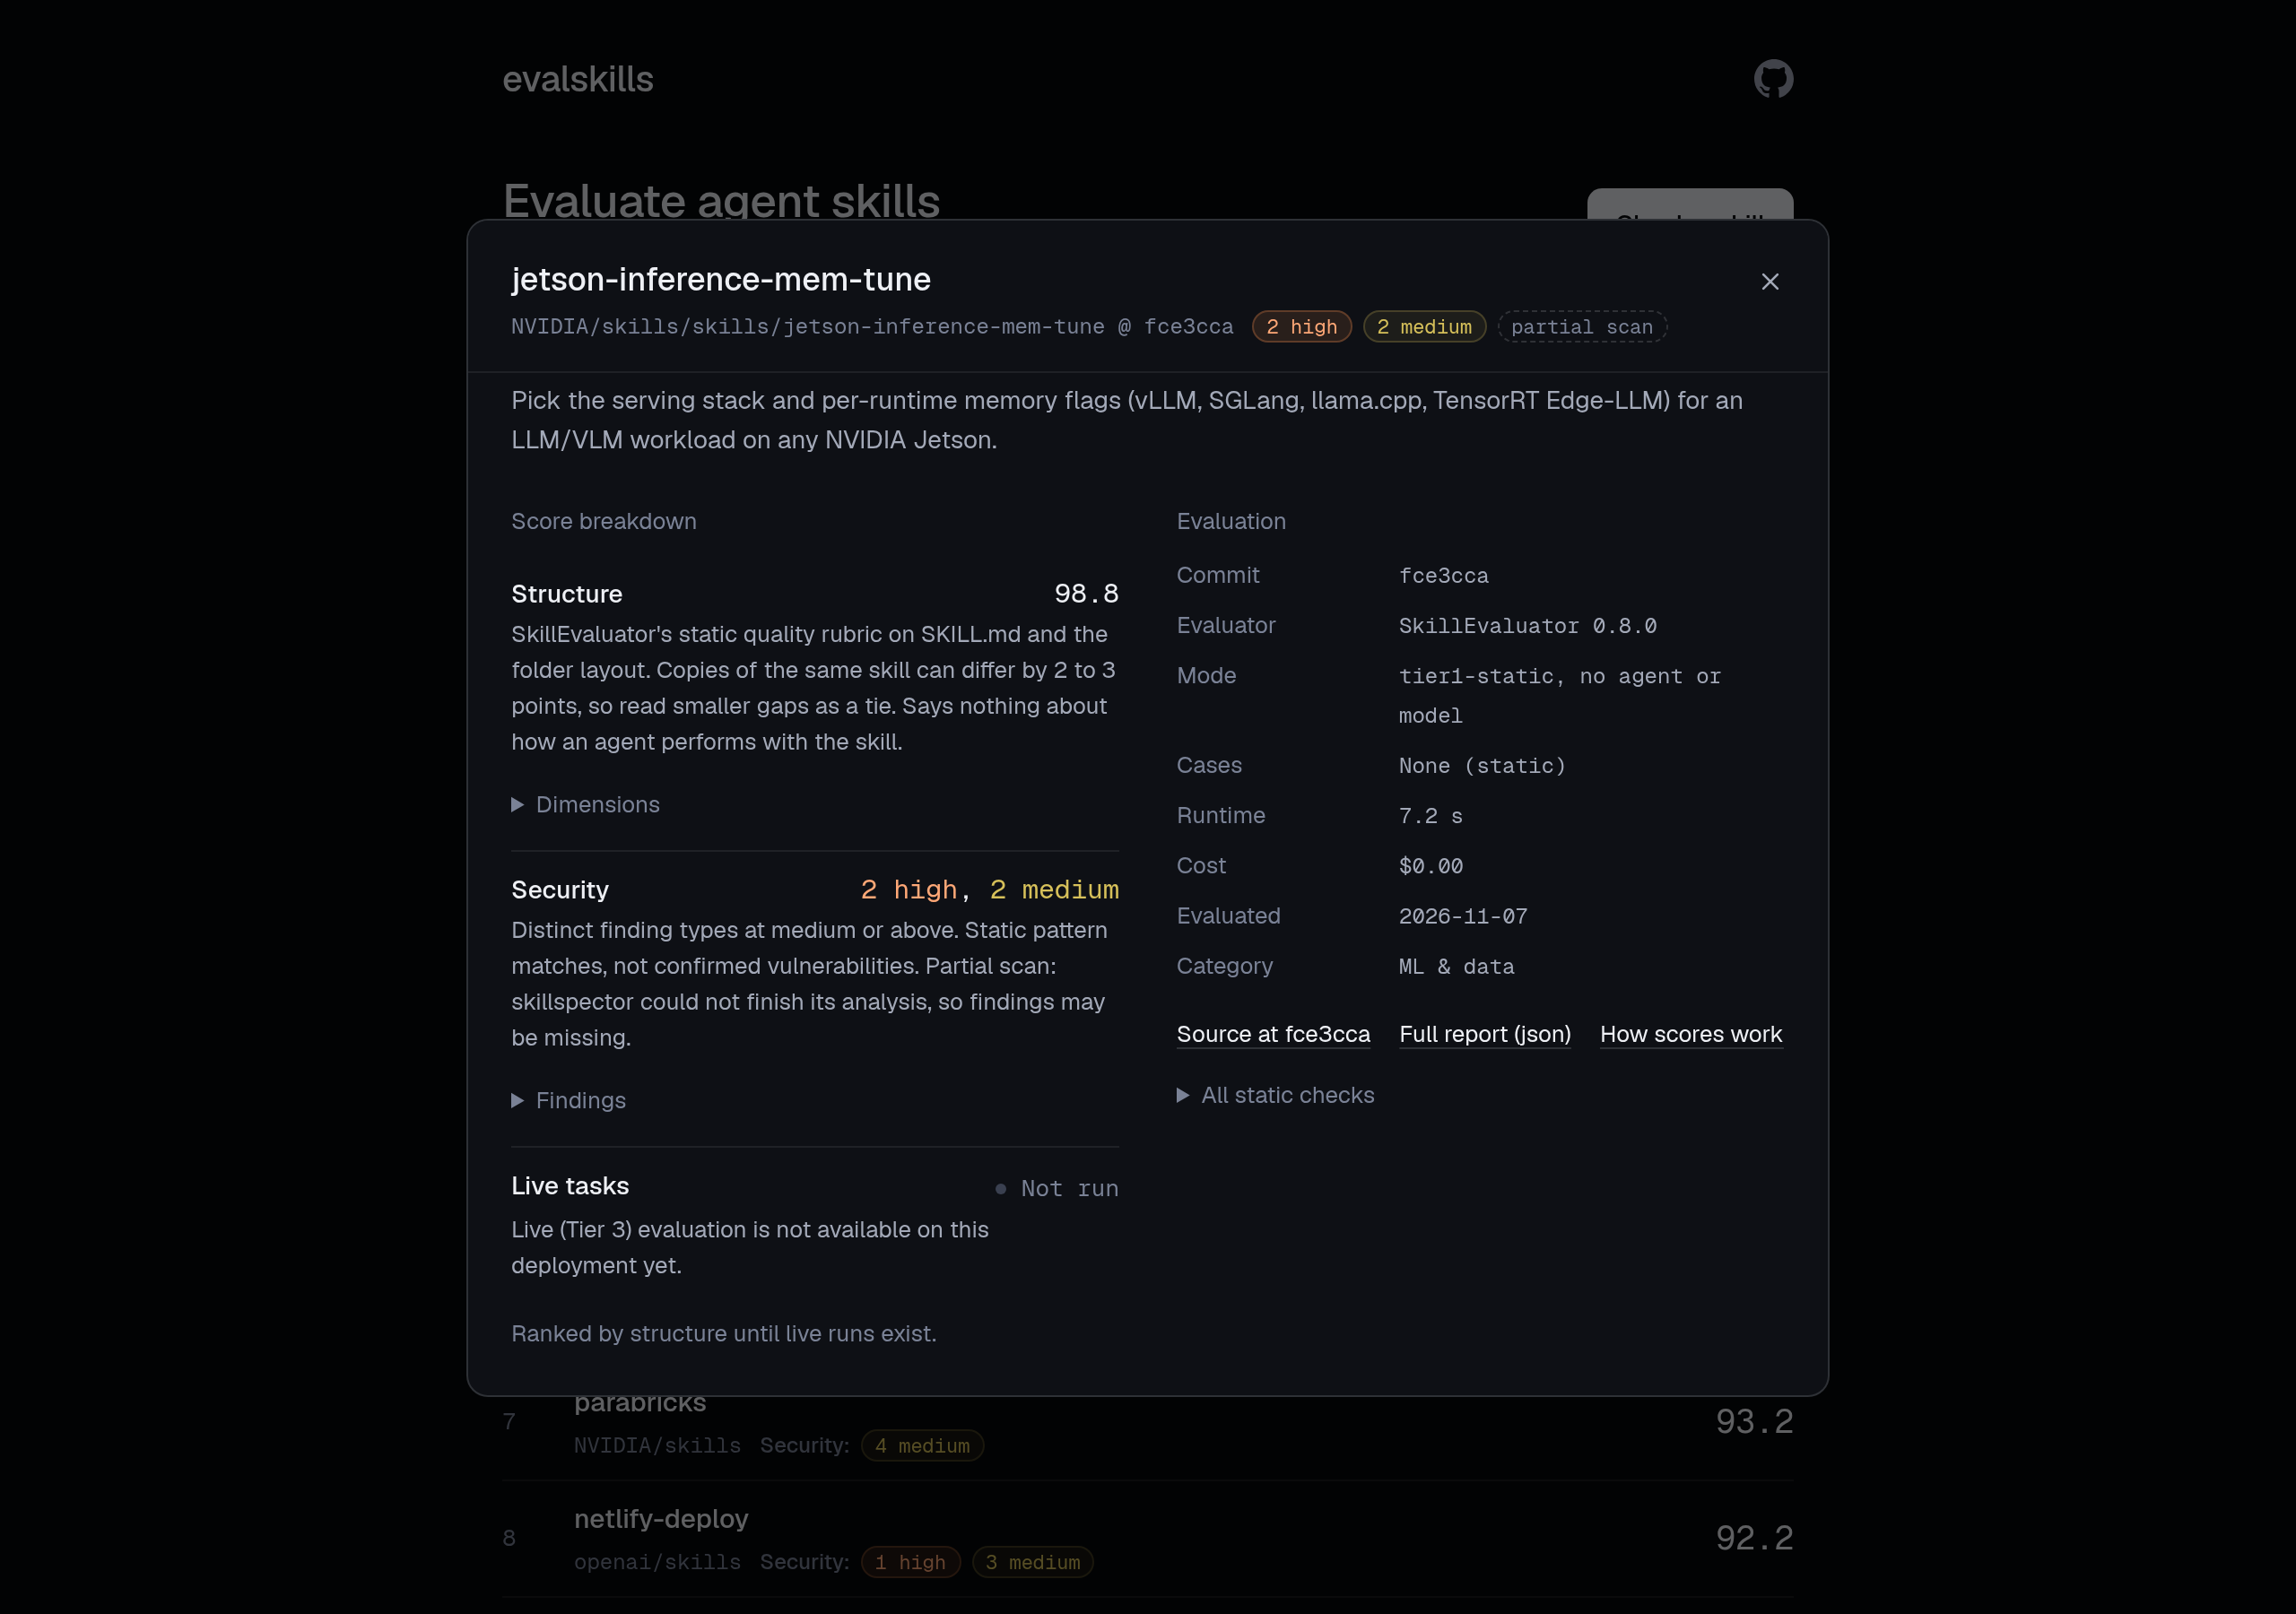 evalskills
Evaluate agent skills
jetson-inference-mem-tune
NVIDIA/skills/skills/jetson-inference-mem-tune @ fce3cca 2 high 2 medium partial scan
Pick the serving stack and per-runtime memory flags (vLLM, SGLang, llama.cpp, TensorRT Edge-LLM) for an
LLM/VLM workload on any NVIDIA Jetson.
Score breakdown
Structure 98.8
SkillEvaluator's static quality rubric on SKILL.md and the
folder layout. Copies of the same skill can differ by 2 to 3
points, so read smaller gaps as a tie. Says nothing about
how an agent performs with the skill.
Dimensions
Security 2 high, 2 medium
Distinct finding types at medium or above. Static pattern
matches, not confirmed vulnerabilities. Partial scan:
skillspector could not finish its analysis, so findings may
be missing.
Findings
Live tasks Not run
Live (Tier 3) evaluation is not available on this
deployment yet.
Ranked by structure until live runs exist.
Evaluation
Commit fce3cca
Evaluator SkillEvaluator 0.8.0
Mode tier1-static, no agent or
model
Cases None (static)
Runtime 7.2 s
Cost $0.00
Evaluated 2026-11-07
Category ML & data
Source at fce3cca Full report (json) How scores work
All static checks
7 parabricks 93.2
NVIDIA/skills Security: 4 medium
8 netlify-deploy 92.2
openai/skills Security: 1 high 3 medium